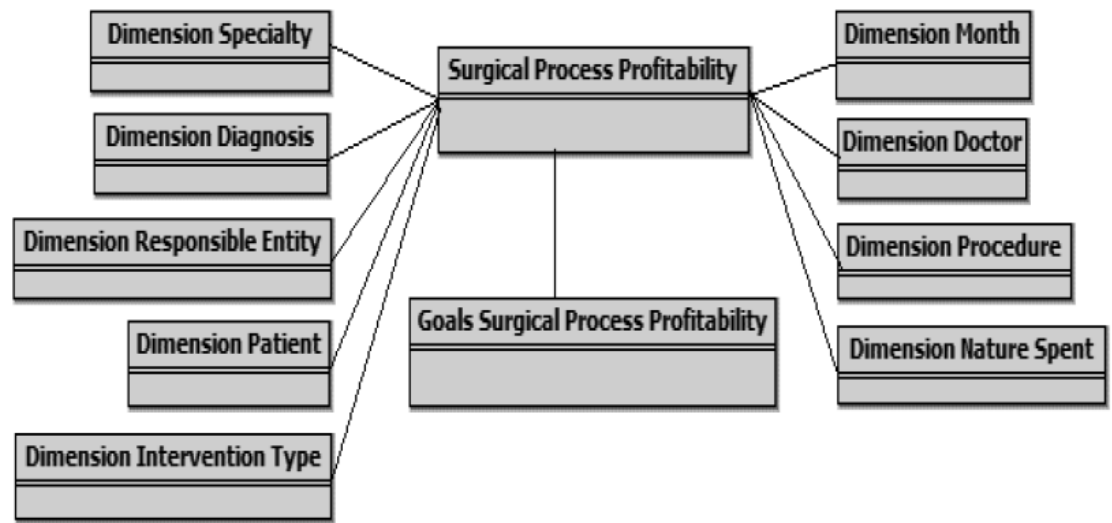 Dimension Specialty
Dimension Diagnosis
Dimension Responsible Entity
Dimension Patient
Dimension Intervention Type
Surgical Process Profitability
Goals Surgical Process Profitability
Dimension Month
Dimension Doctor
Dimension Procedure
Dimension Nature Spent